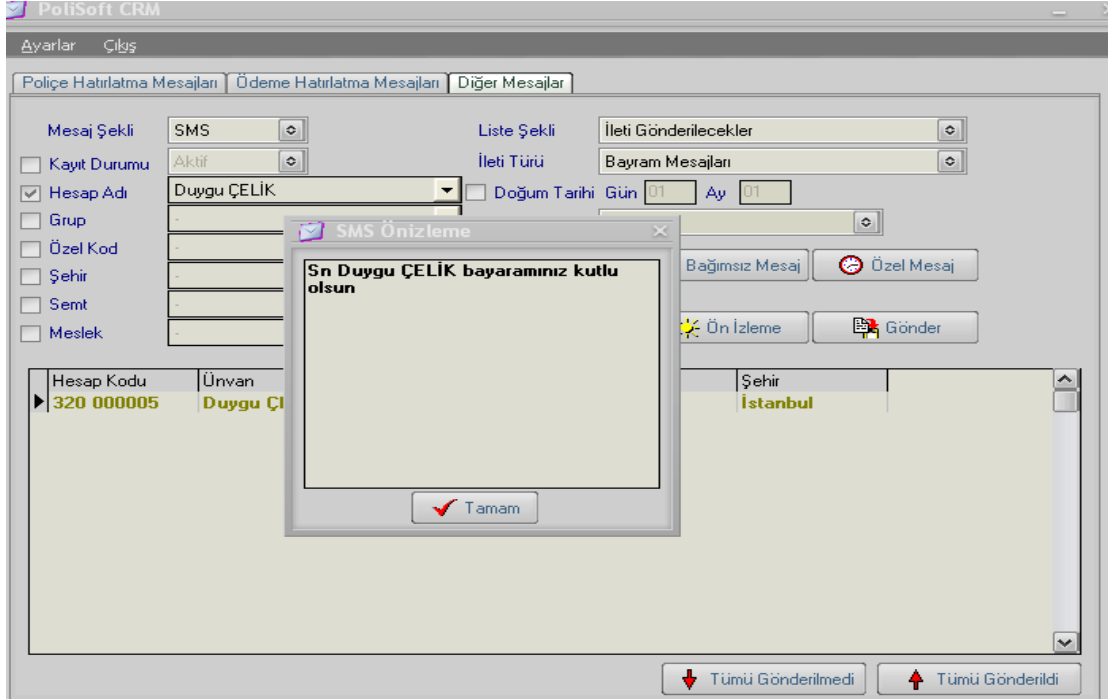 PoliSoft CRM
Ayarlar Çıkış
Poliçe Hatırlatma Mesajları Ödeme Hatırlatma Mesajları Diğer Mesajlar
Mesaj Şekli SMS Liste Şekli İleti Gönderilecekler
Kayıt Durumu Aktif İleti Türü Bayram Mesajları
Hesap Adı Duygu ÇELİK Doğum Tarihi Gün 01 Ay 01
Grup -
SMS Önizleme
Özel Kod -
Sn Duygu ÇELİK bayaramınız kutlu
olsun
Bağımsız Mesaj Özel Mesaj
Şehir -
Semt -
Meslek -
Ön İzleme Gönder
Hesap Kodu Ünvan Şehir
320 000005 Duygu İstanbul
Tamam
Tümü Gönderilmedi Tümü Gönderildi